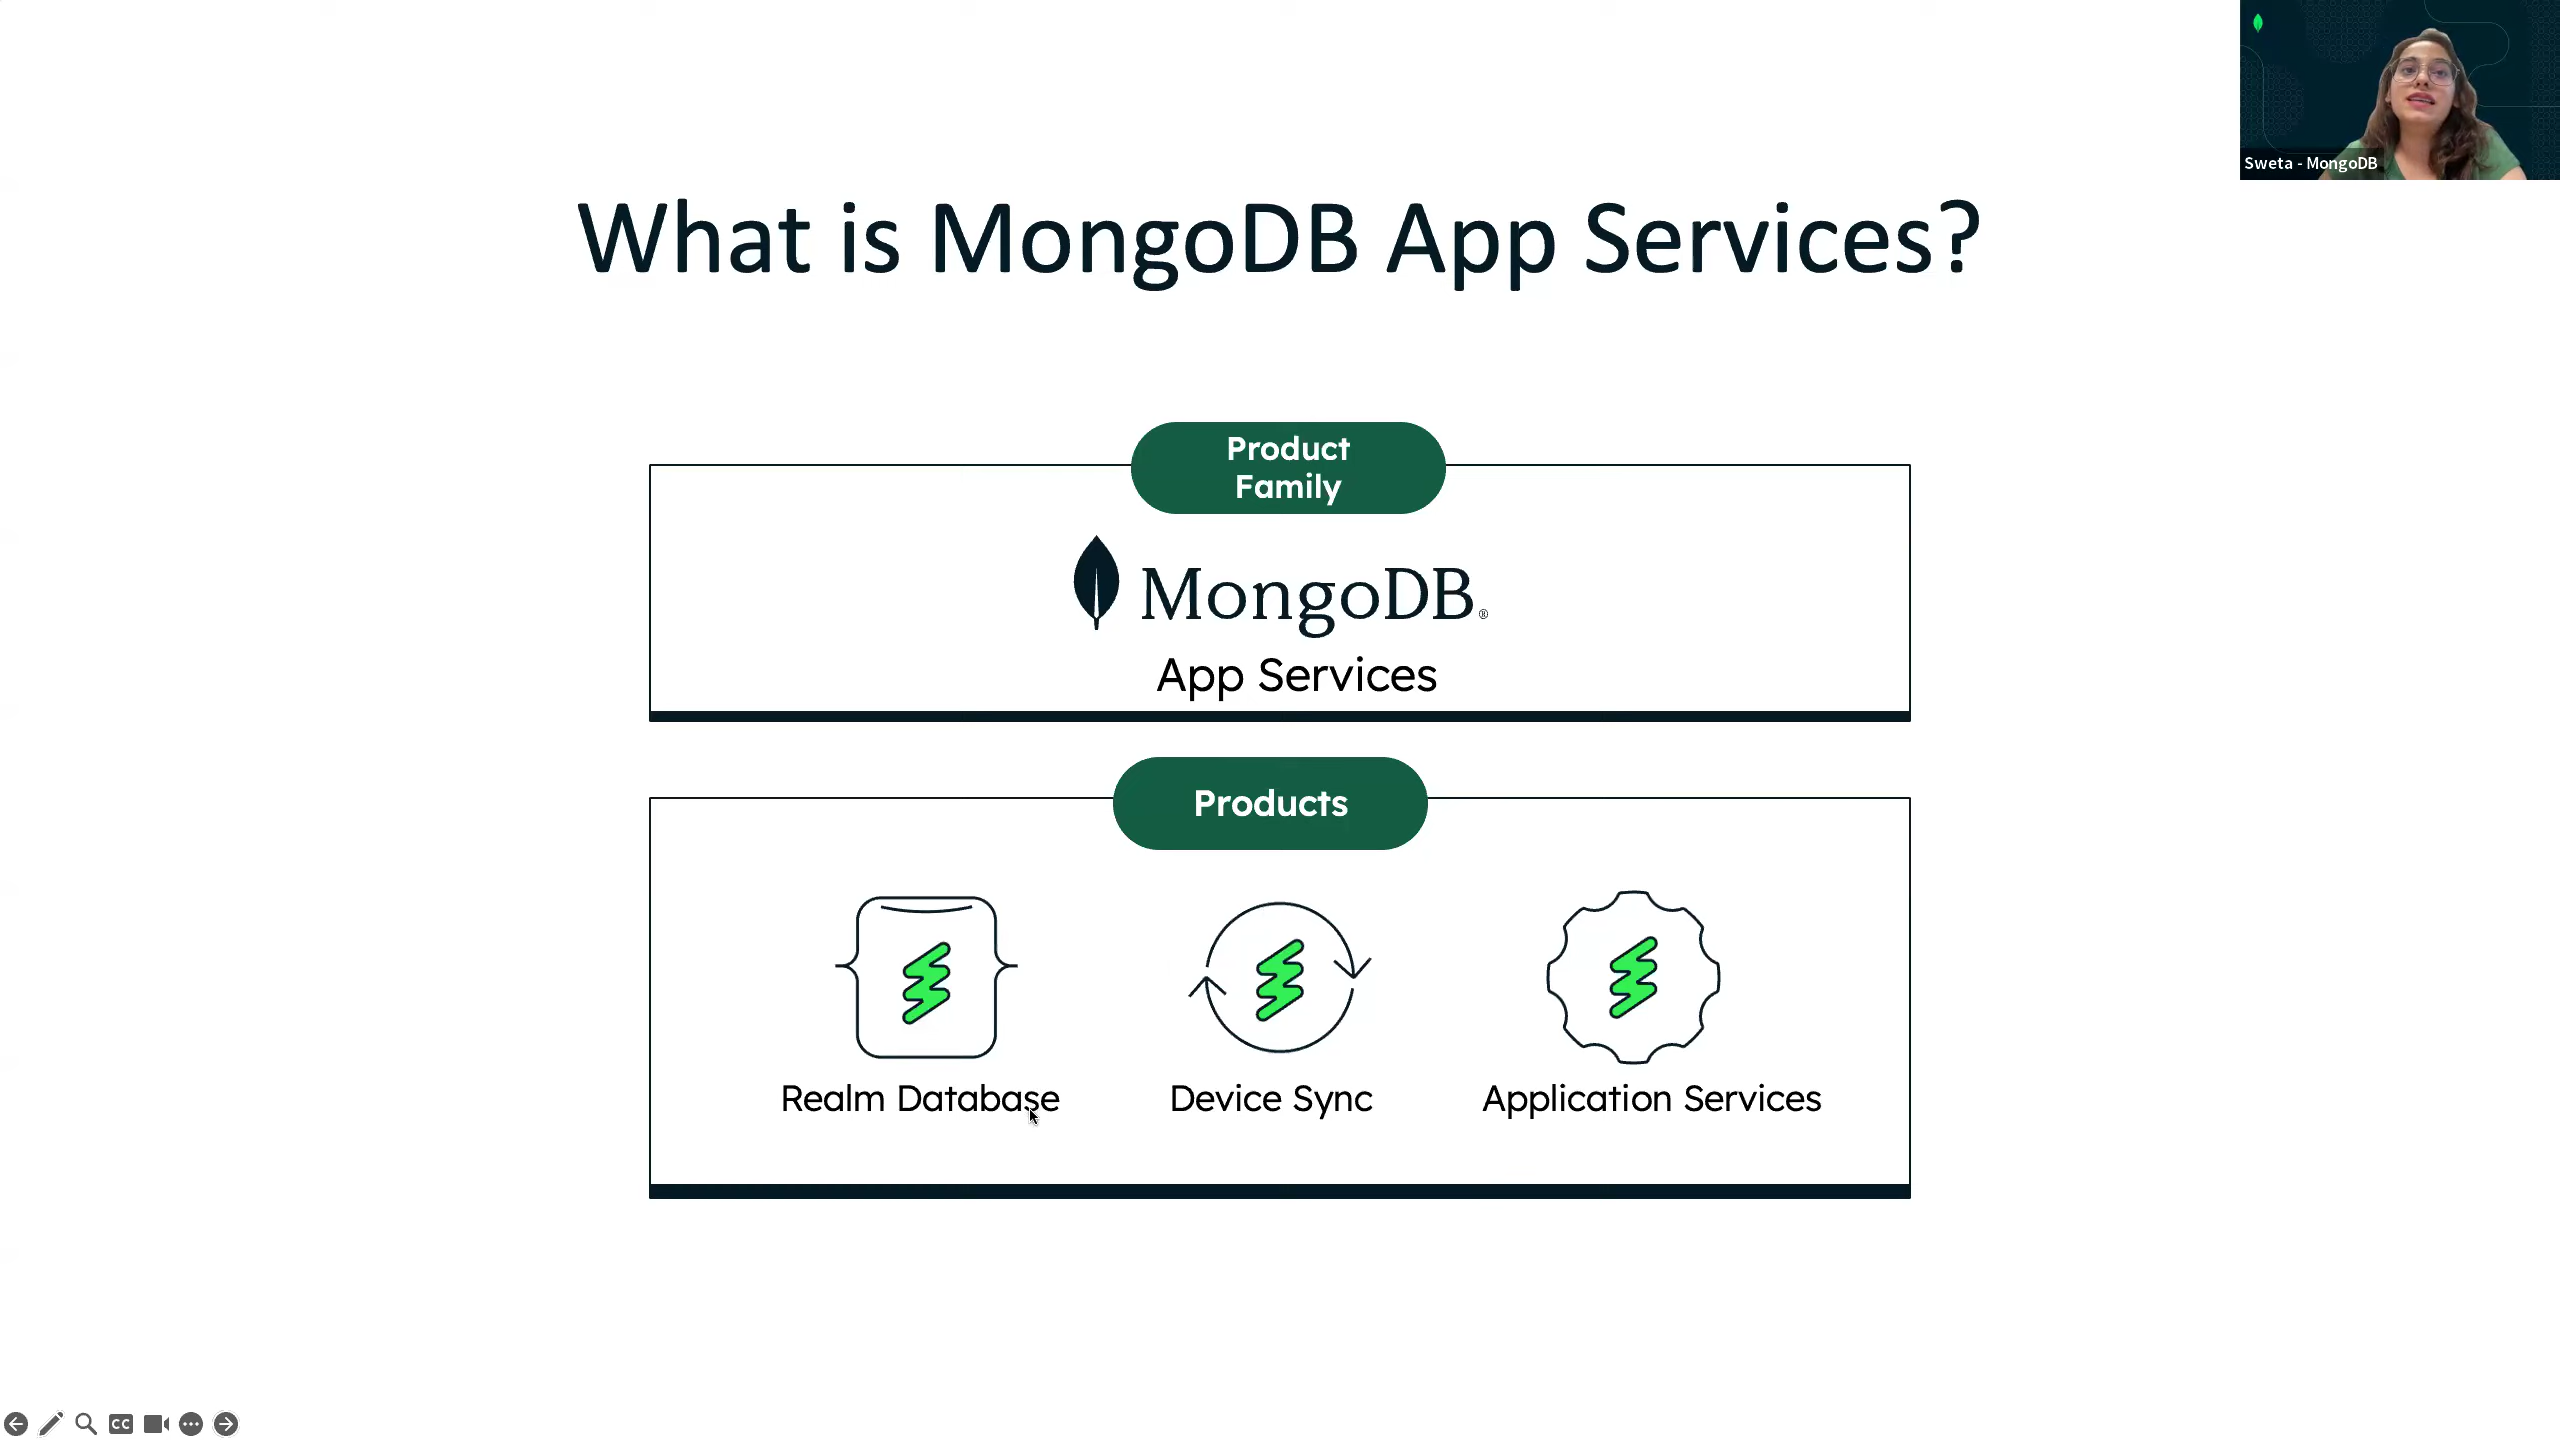 Sweta - MongoDB
What is MongoDB App Services?
Product
Family
MongoDB®
App Services
Products
Realm Database
Device Sync
Application Services
CC